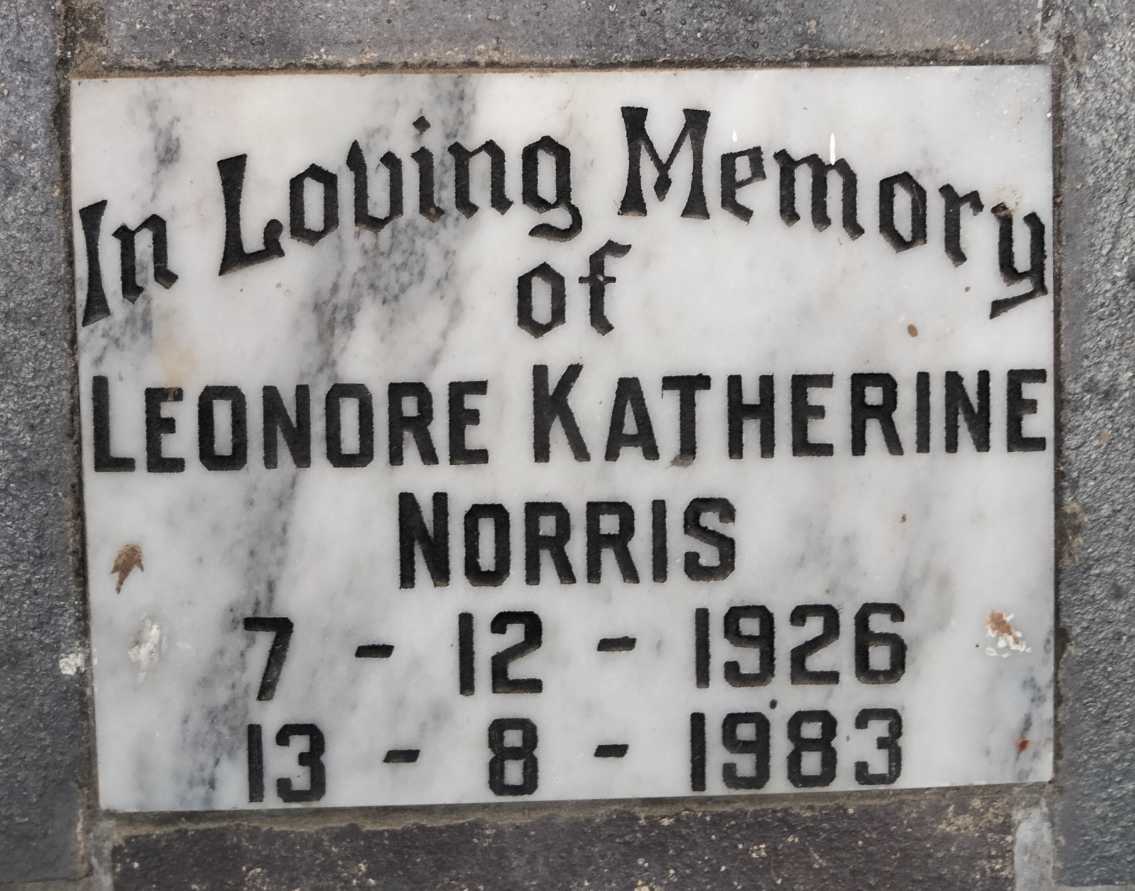 In Loving Memory
of
LEONORE KATHERINE
NORRIS
7 - 12 - 1926
13 - 8 - 1983